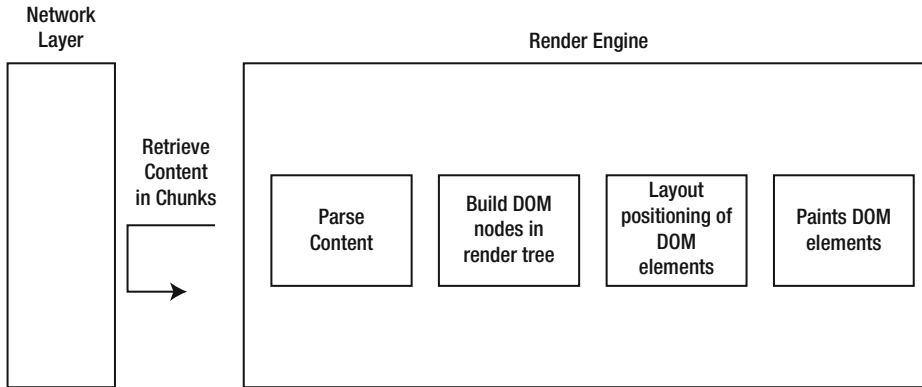 Network
Layer
Render Engine
Retrieve
Content
in Chunks
Parse
Content
Build DOM
nodes in
render tree
Layout
positioning of
DOM
elements
Paints DOM
elements